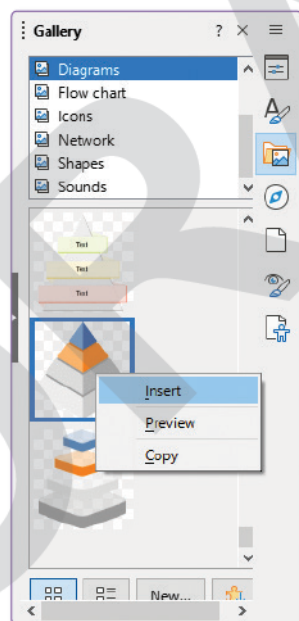 Gallery ? ×
Diagrams
Flow chart
Icons
Network
Shapes
Sounds
Text
Text
Text
Insert
Preview
Copy
New...